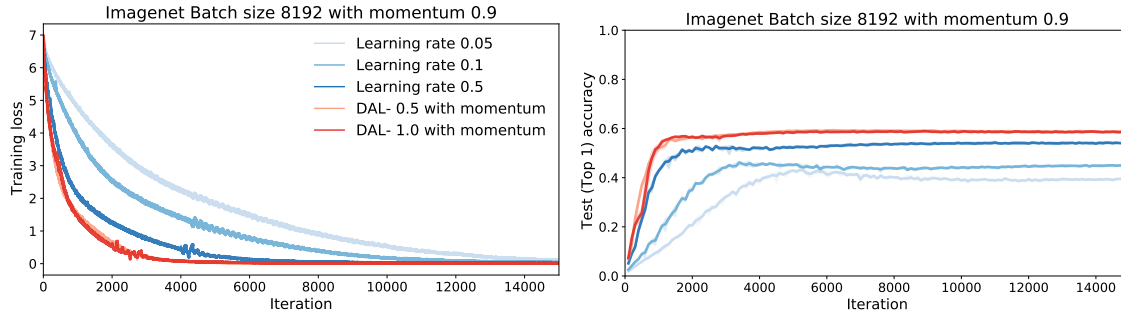 Imagenet Batch size 8192 with momentum 0.9
7
6
5
4
3
2
1
0
Training loss
Learning rate 0.05
Learning rate 0.1
Learning rate 0.5
DAL- 0.5 with momentum
DAL- 1.0 with momentum
0 2000 4000 6000 8000 10000 12000 14000
Iteration
Imagenet Batch size 8192 with momentum 0.9
1.0
0.8
0.6
0.4
0.2
0.0
Test (Top 1) accuracy
0 2000 4000 6000 8000 10000 12000 14000
Iteration